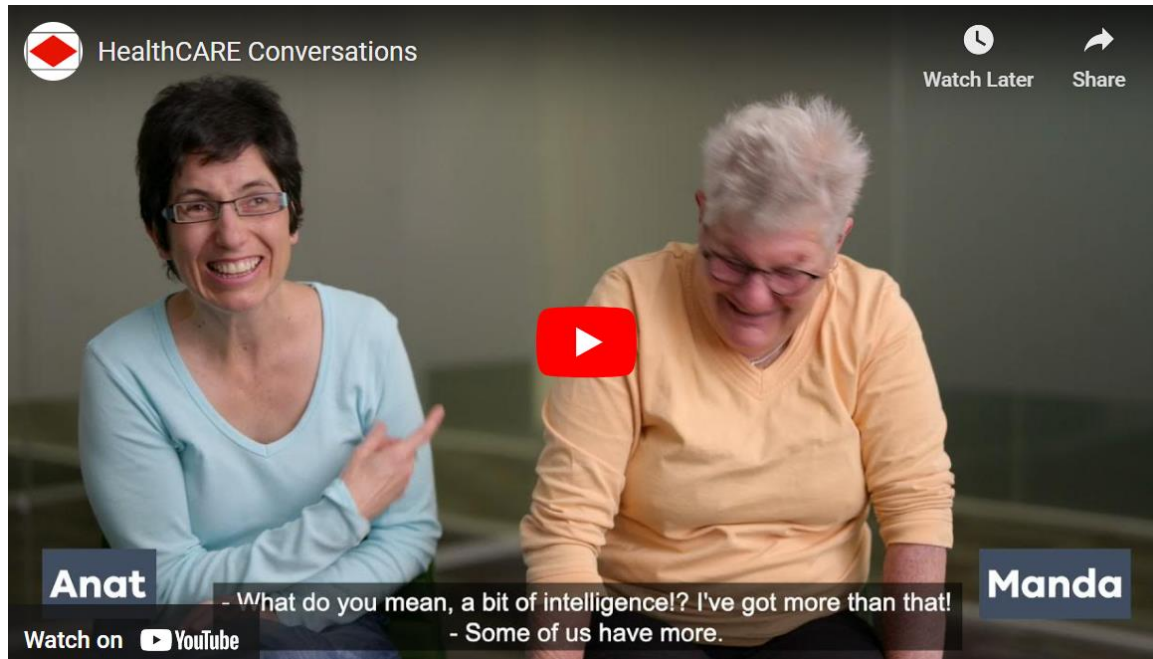 HealthCARE Conversations
Watch Later
Share
Anat
Manda
- What do you mean, a bit of intelligence!? I've got more than that!
- Some of us have more.
Watch on YouTube